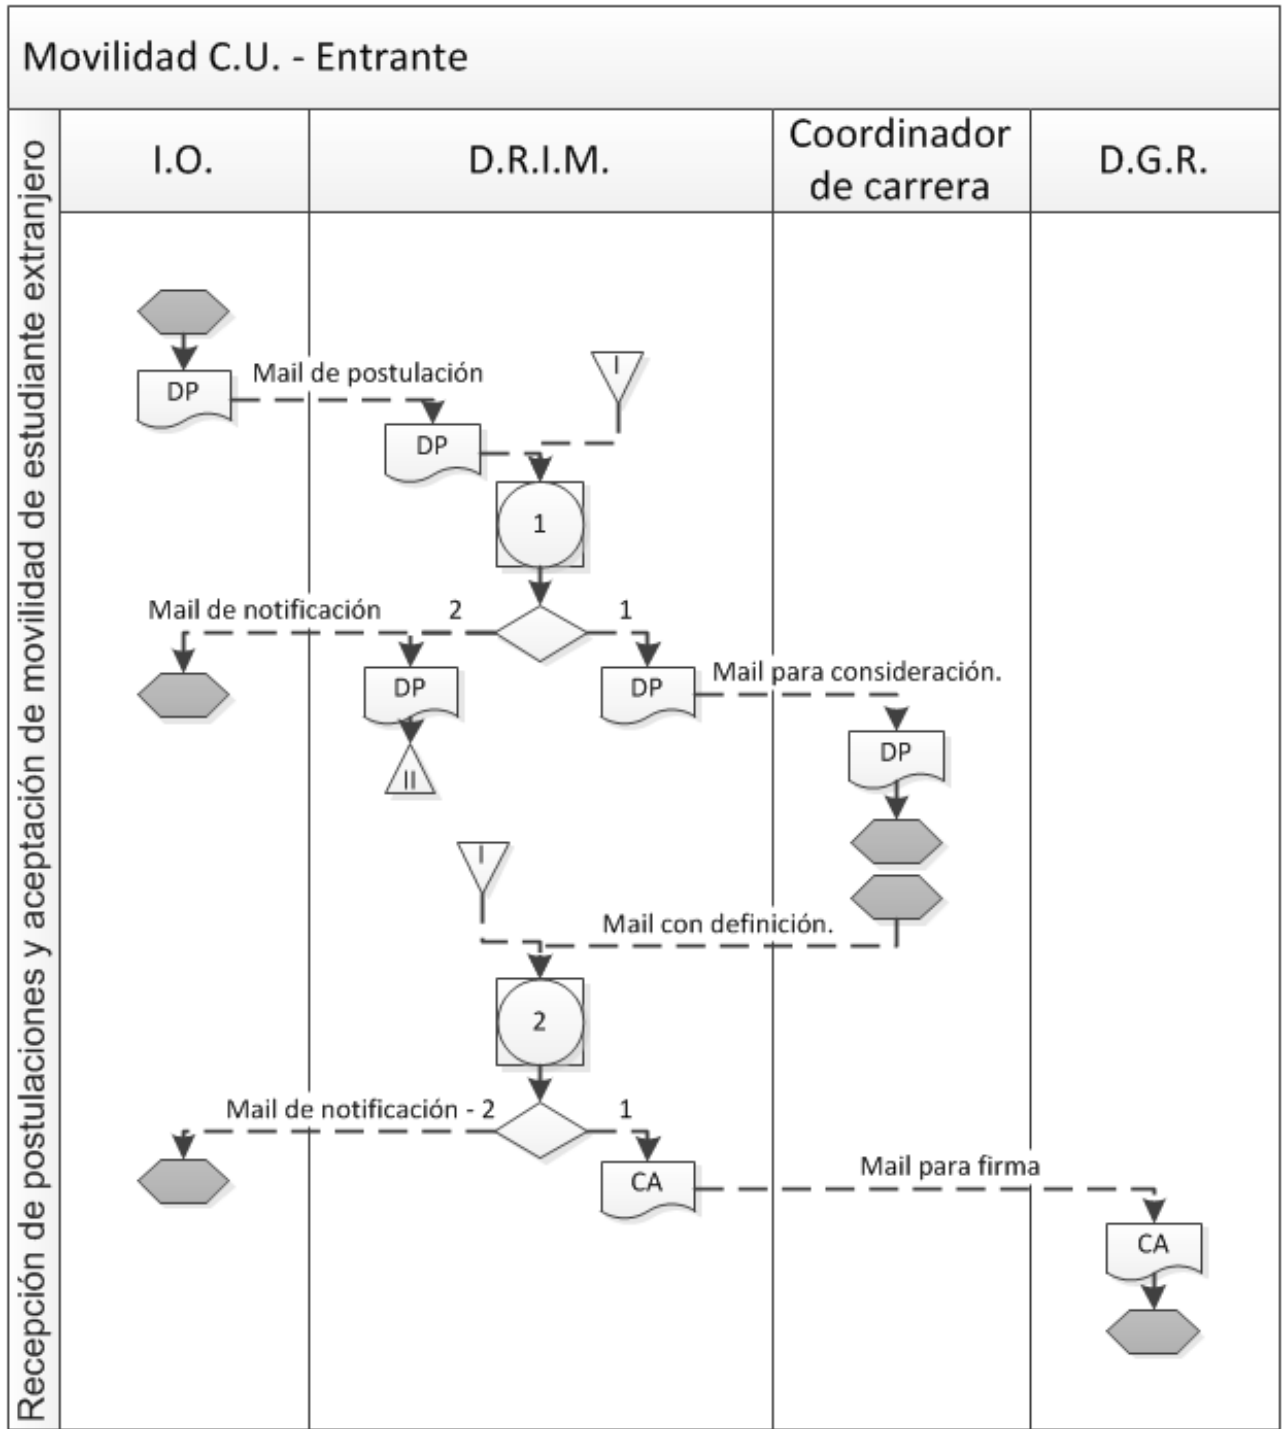 Movilidad C.U. - Entrante
Recepción de postulaciones y aceptación de movilidad de estudiante extranjero
I.O.
D.R.I.M.
Coordinador
de carrera
D.G.R.
I
Mail de postulación
DP
DP
1
Mail de notificación
2
1
DP
DP
Mail para consideración.
DP
II
I
Mail con definición.
2
Mail de notificación - 2
1
CA
Mail para firma
CA